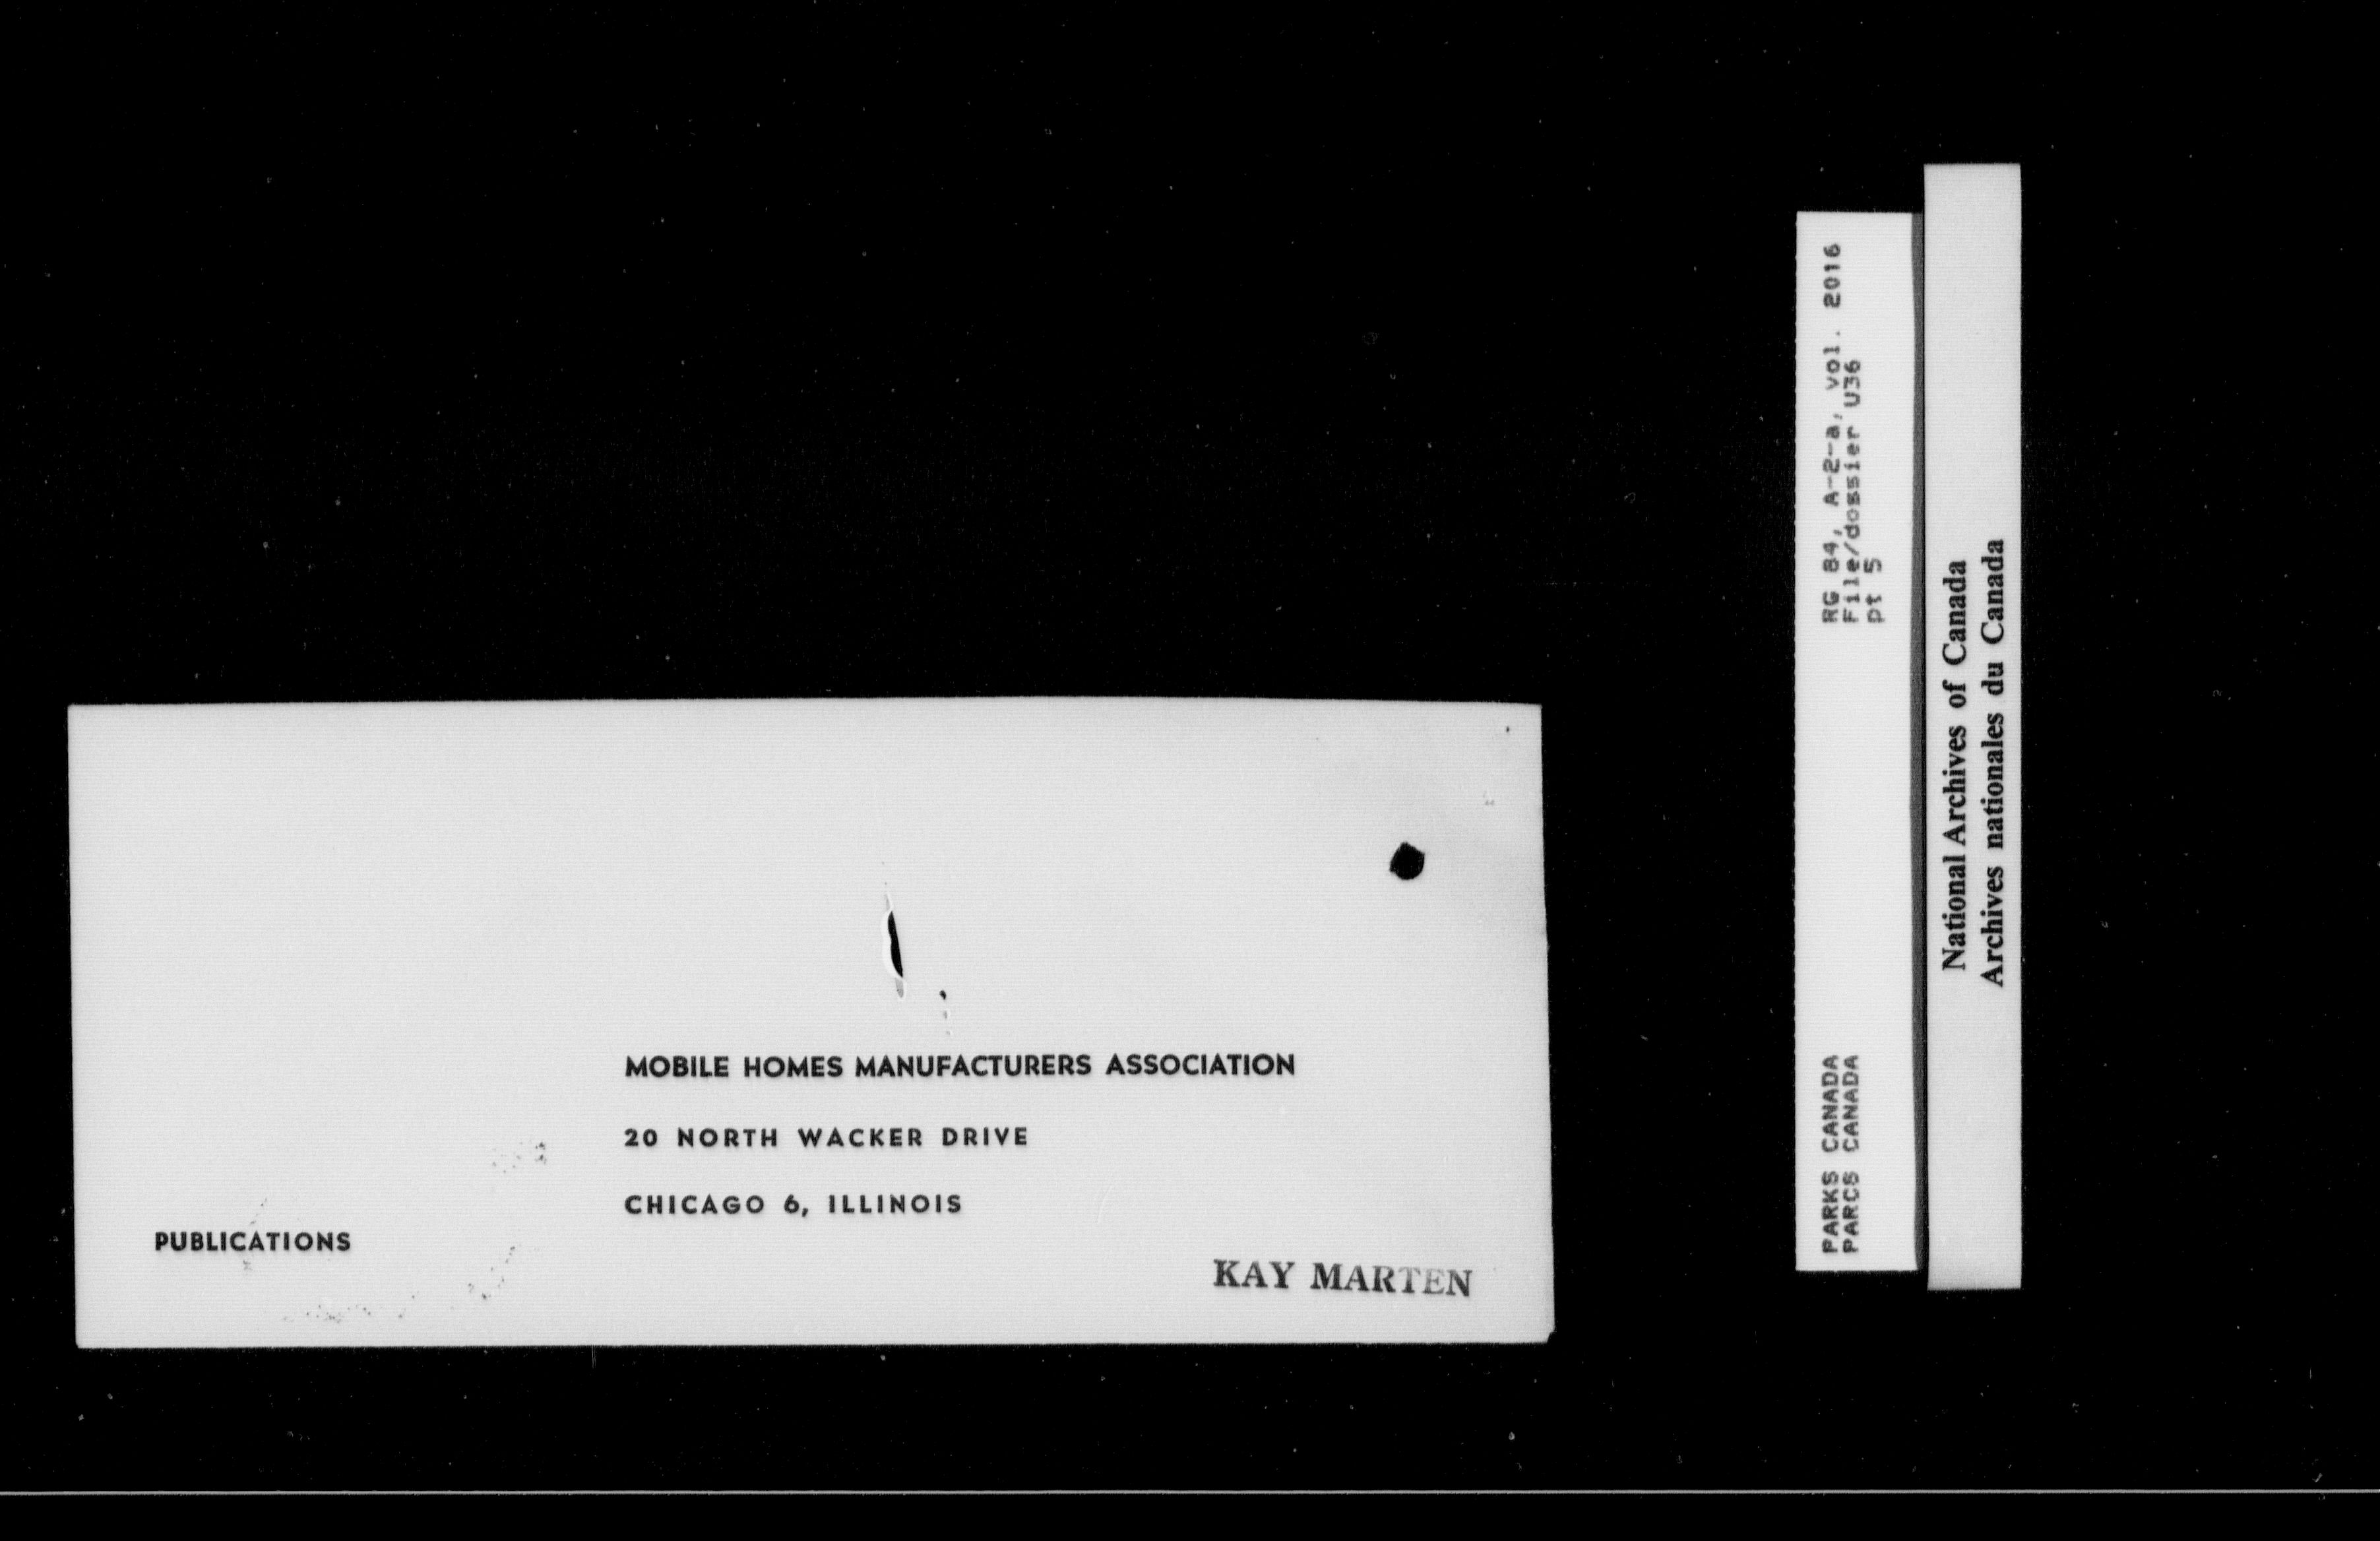 MOBILE HOMES MANUFACTURERS ASSOCIATION
20 NORTH WACKER DRIVE
CHICAGO 6, ILLINOIS
PUBLICATIONS
KAY MARTEN
RG 84, A-2-a, vol. 2016
File/dossier U36
pt 5
PARKS CANADA
PARCS CANADA
National Archives of Canada
Archives nationales du Canada